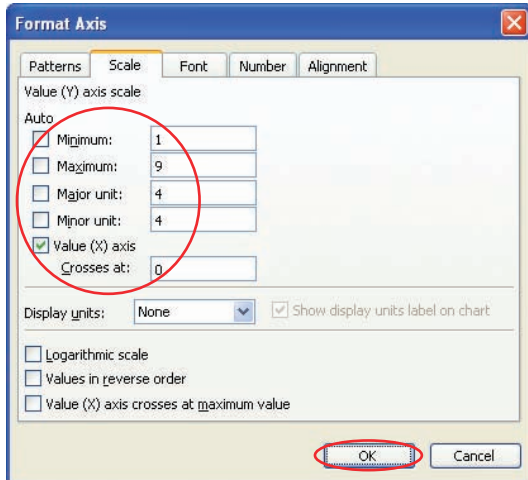 Format Axis
Patterns Scale Font Number Alignment
Value (Y) axis scale
Auto
Minimum: 1
Maximum: 9
Major unit: 4
Minor unit: 4
Value (X) axis
Crosses at: 0
Display units: None Show display units label on chart
Logarithmic scale
Values in reverse order
Value (X) axis crosses at maximum value
OK Cancel